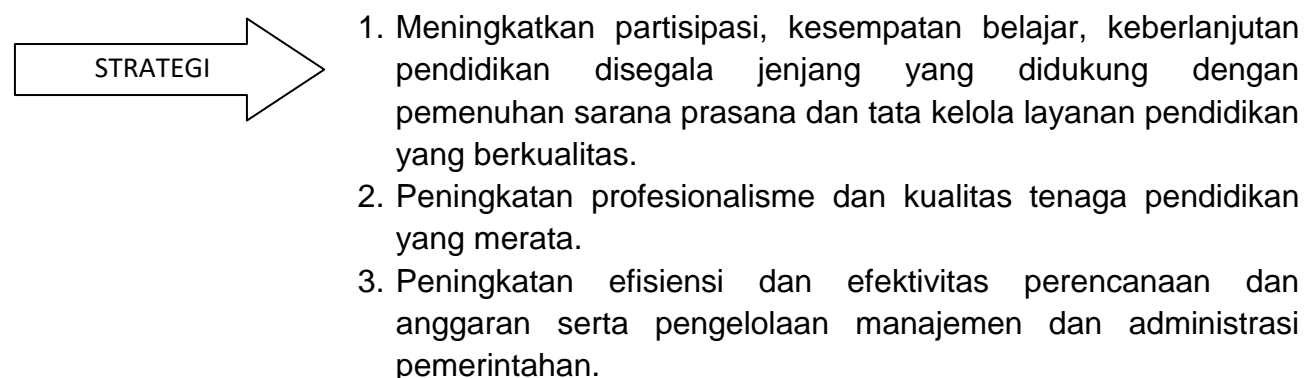 STRATEGI
1. Meningkatkan partisipasi, kesempatan belajar, keberlanjutan
pendidikan disegala jenjang yang didukung dengan
pemenuhan sarana prasana dan tata kelola layanan pendidikan
yang berkualitas.
2. Peningkatan profesionalisme dan kualitas tenaga pendidikan
yang merata.
3. Peningkatan efisiensi dan efektivitas perencanaan dan
anggaran serta pengelolaan manajemen dan administrasi
pemerintahan.